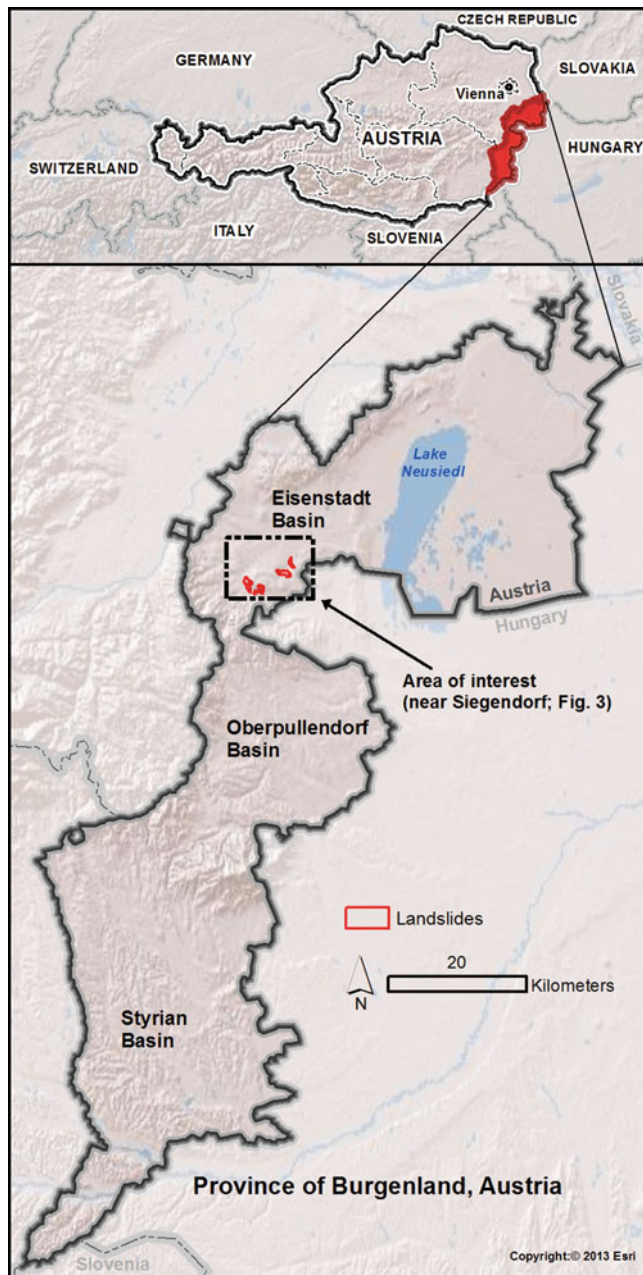 CZECH REPUBLIC
GERMANY
SLOVAKIA
Vienna
AUSTRIA
HUNGARY
SWITZERLAND
ITALY
SLOVENIA
Slovakia
Lake
Neusiedl
Eisenstadt
Basin
Austria
Hungary
Area of interest
(near Siegendorf; Fig. 3)
Oberpullendorf
Basin
Landslides
20
Kilometers
N
Styrian
Basin
Province of Burgenland, Austria
Slovenia
Copyright:© 2013 Esri